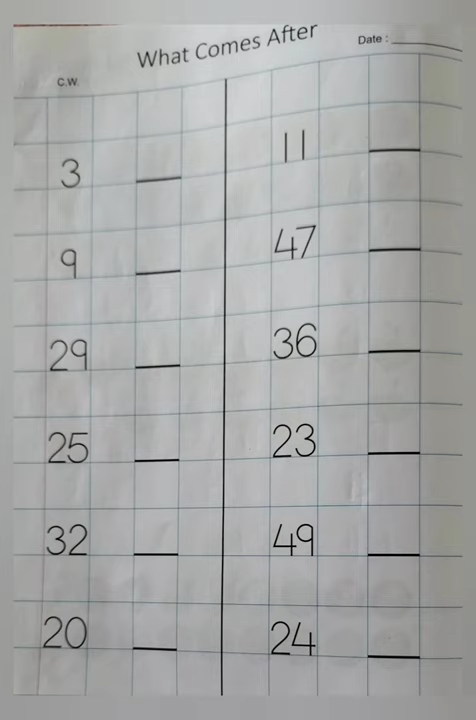 What Comes After
Date : ____
C.W.
3 __ 11 __
9 __ 47 __
29 __ 36 __
25 __ 23 __
32 __ 49 __
20 __ 24 __